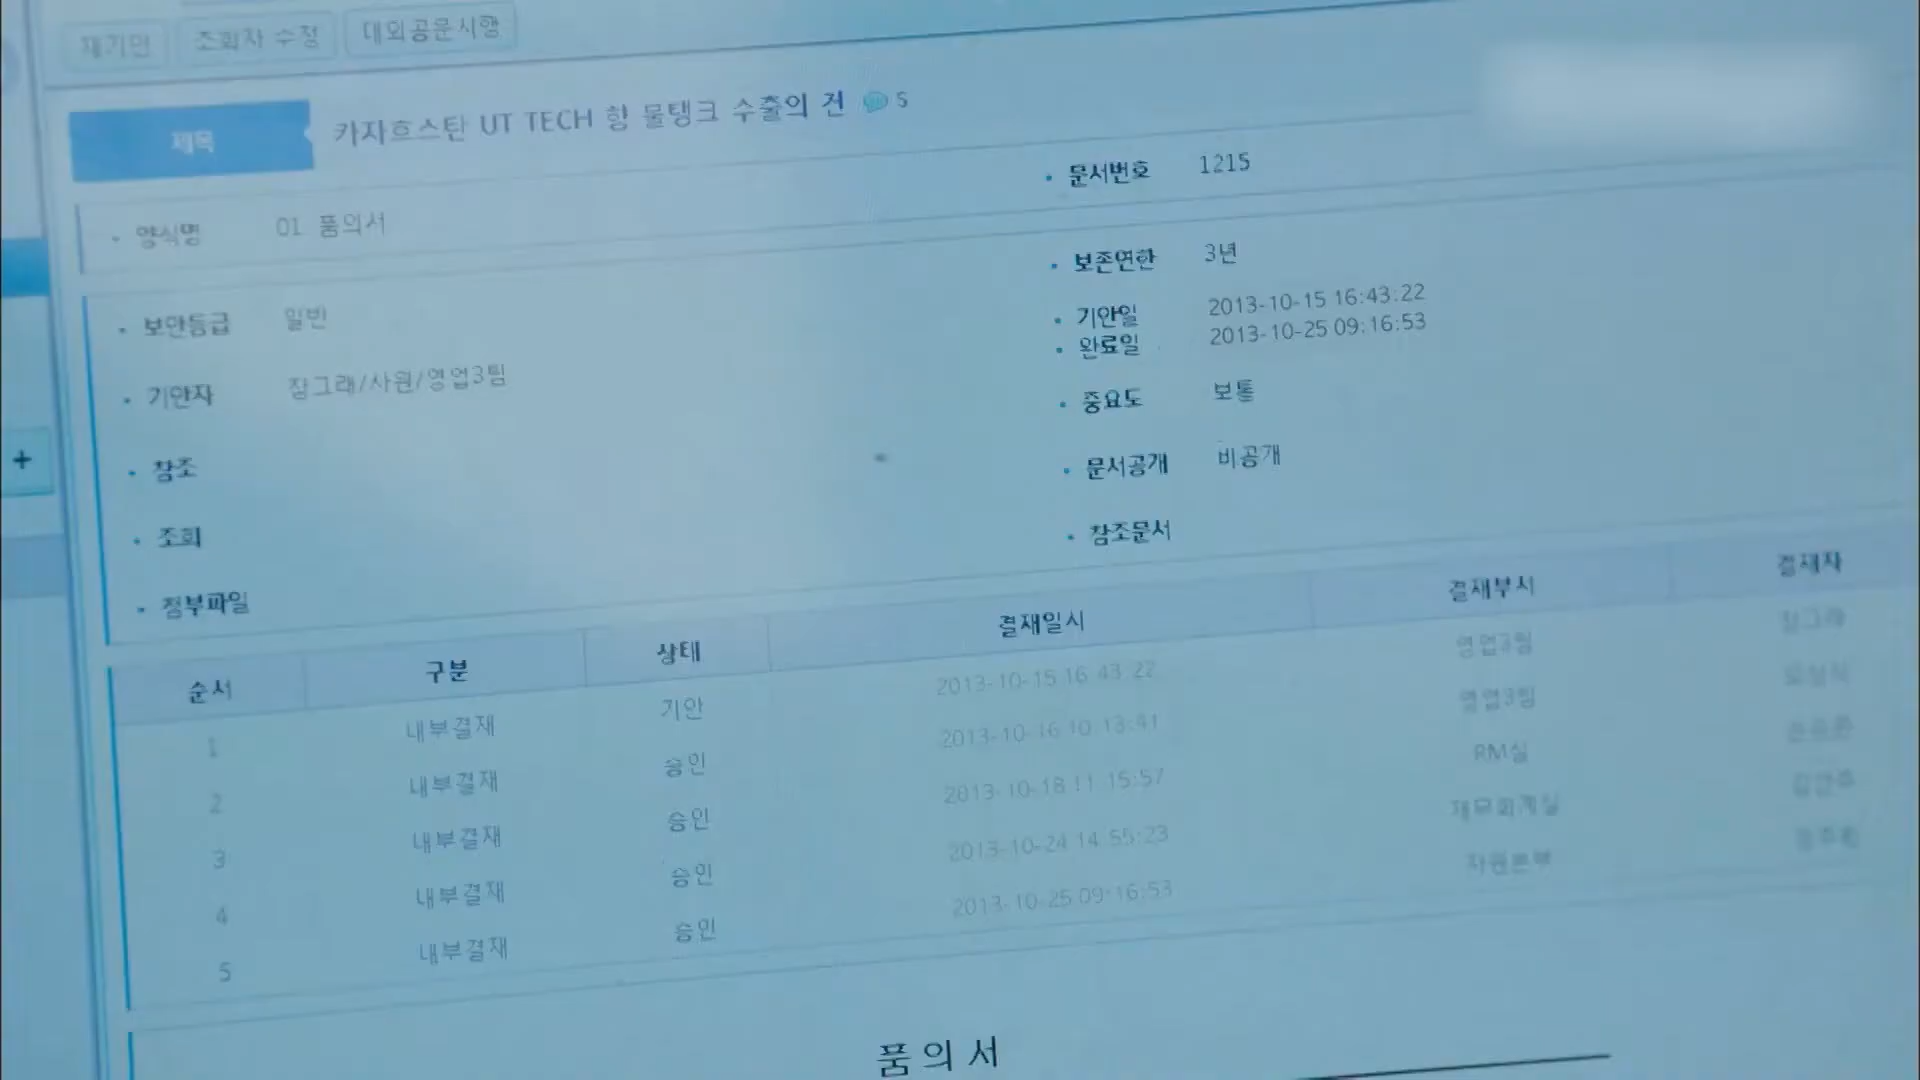 재기안 조회자 수정 대외공문시행
제목 카자흐스탄 UT TECH 향 물탱크 수출의 건 5
양식명 01 품의서 문서번호 1215
보안등급 일반 보존연한 3년
기안일 2013-10-15 16:43:22
완료일 2013-10-25 09:16:53
기안자 장그래/사원/영업3팀 중요도 보통
참조 문서공개 비공개
조회 참조문서
첨부파일
순서 구분 상태 결재일시 결재부서 결재자
1 내부결재 기안 2013-10-15 16:43:22 영업3팀 장그래
2 내부결재 승인 2013-10-16 10:13:41 영업3팀
3 내부결재 승인 2013-10-18 11:15:57 RM실
4 내부결재 승인 2013-10-24 14:55:23 재무회계실
5 내부결재 승인 2013-10-25 09:16:53 자원본부
품의서